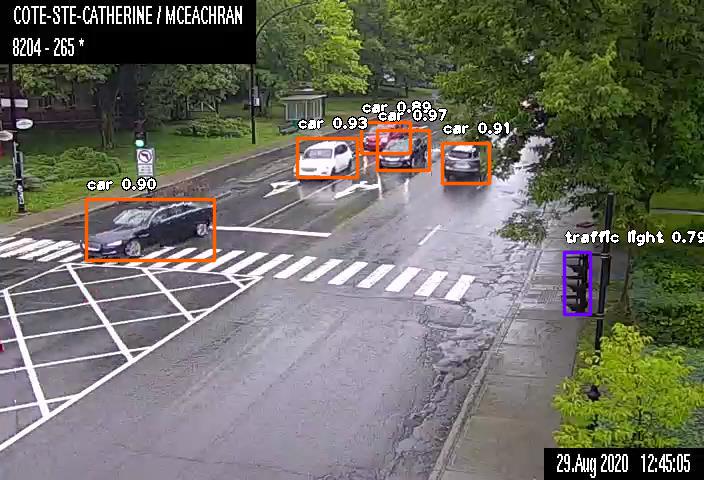 COTE-STE-CATHERINE / MCEACHRAN
8204 - 265 *
car 0.89
car 0.97
car 0.93
car 0.91
car 0.90
traffic light 0.79
29.Aug 2020 12:45:05